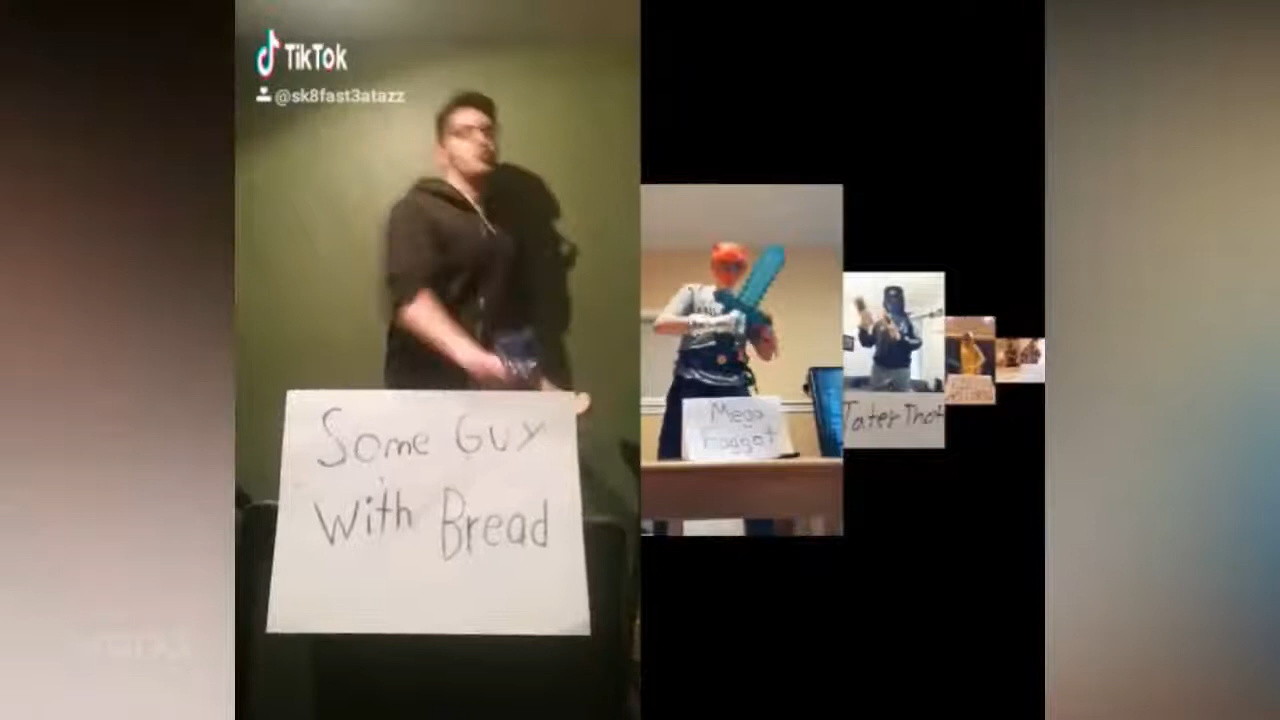 TikTok
@sk8fast3atazz
Some Guy
With Bread
Mega
Faggot
Tater Thot